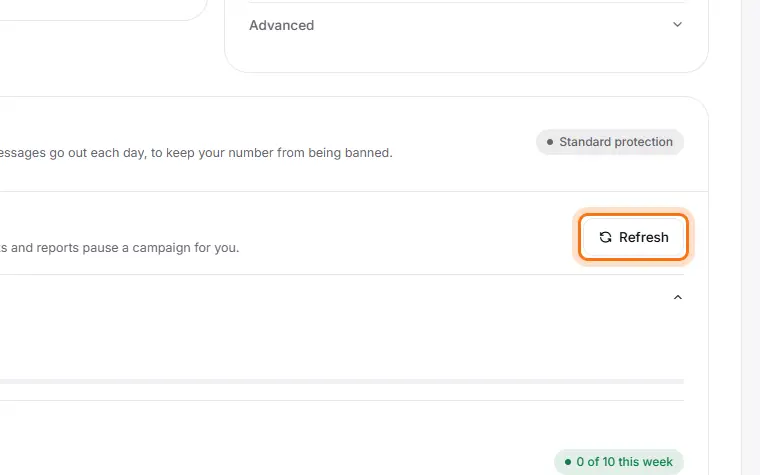 Advanced
Standard protection
messages go out each day, to keep your number from being banned.
Refresh
and reports pause a campaign for you.
0 of 10 this week